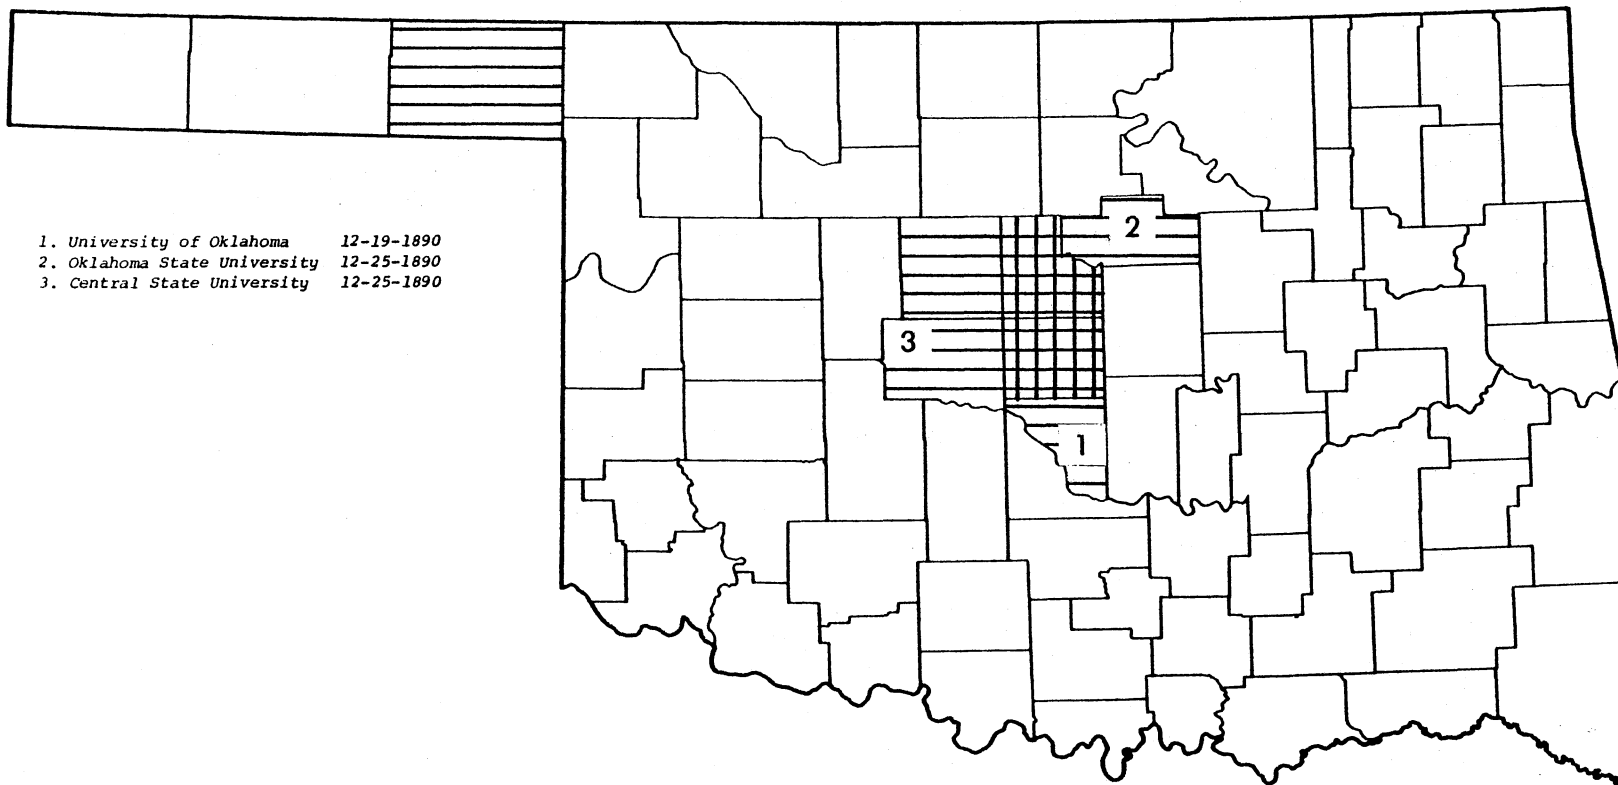 1. University of Oklahoma 12-19-1890
2. Oklahoma State University 12-25-1890
3. Central State University 12-25-1890
2
3
1